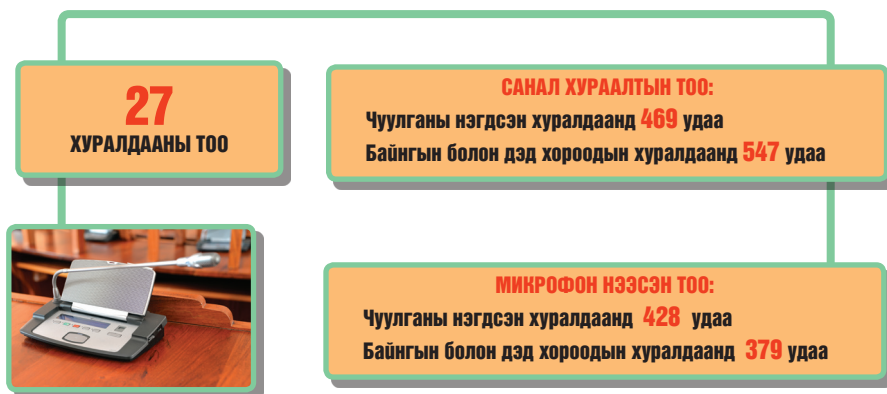 27
ХУРАЛДААНЫ ТОО
САНАЛ ХУРААЛТЫН ТОО:
Чуулганы нэгдсэн хуралдаанд 469 удаа
Байнгын болон дэд хороодын хуралдаанд 547 удаа
МИКРОФОН НЭЭСЭН ТОО:
Чуулганы нэгдсэн хуралдаанд 428 удаа
Байнгын болон дэд хороодын хуралдаанд 379 удаа